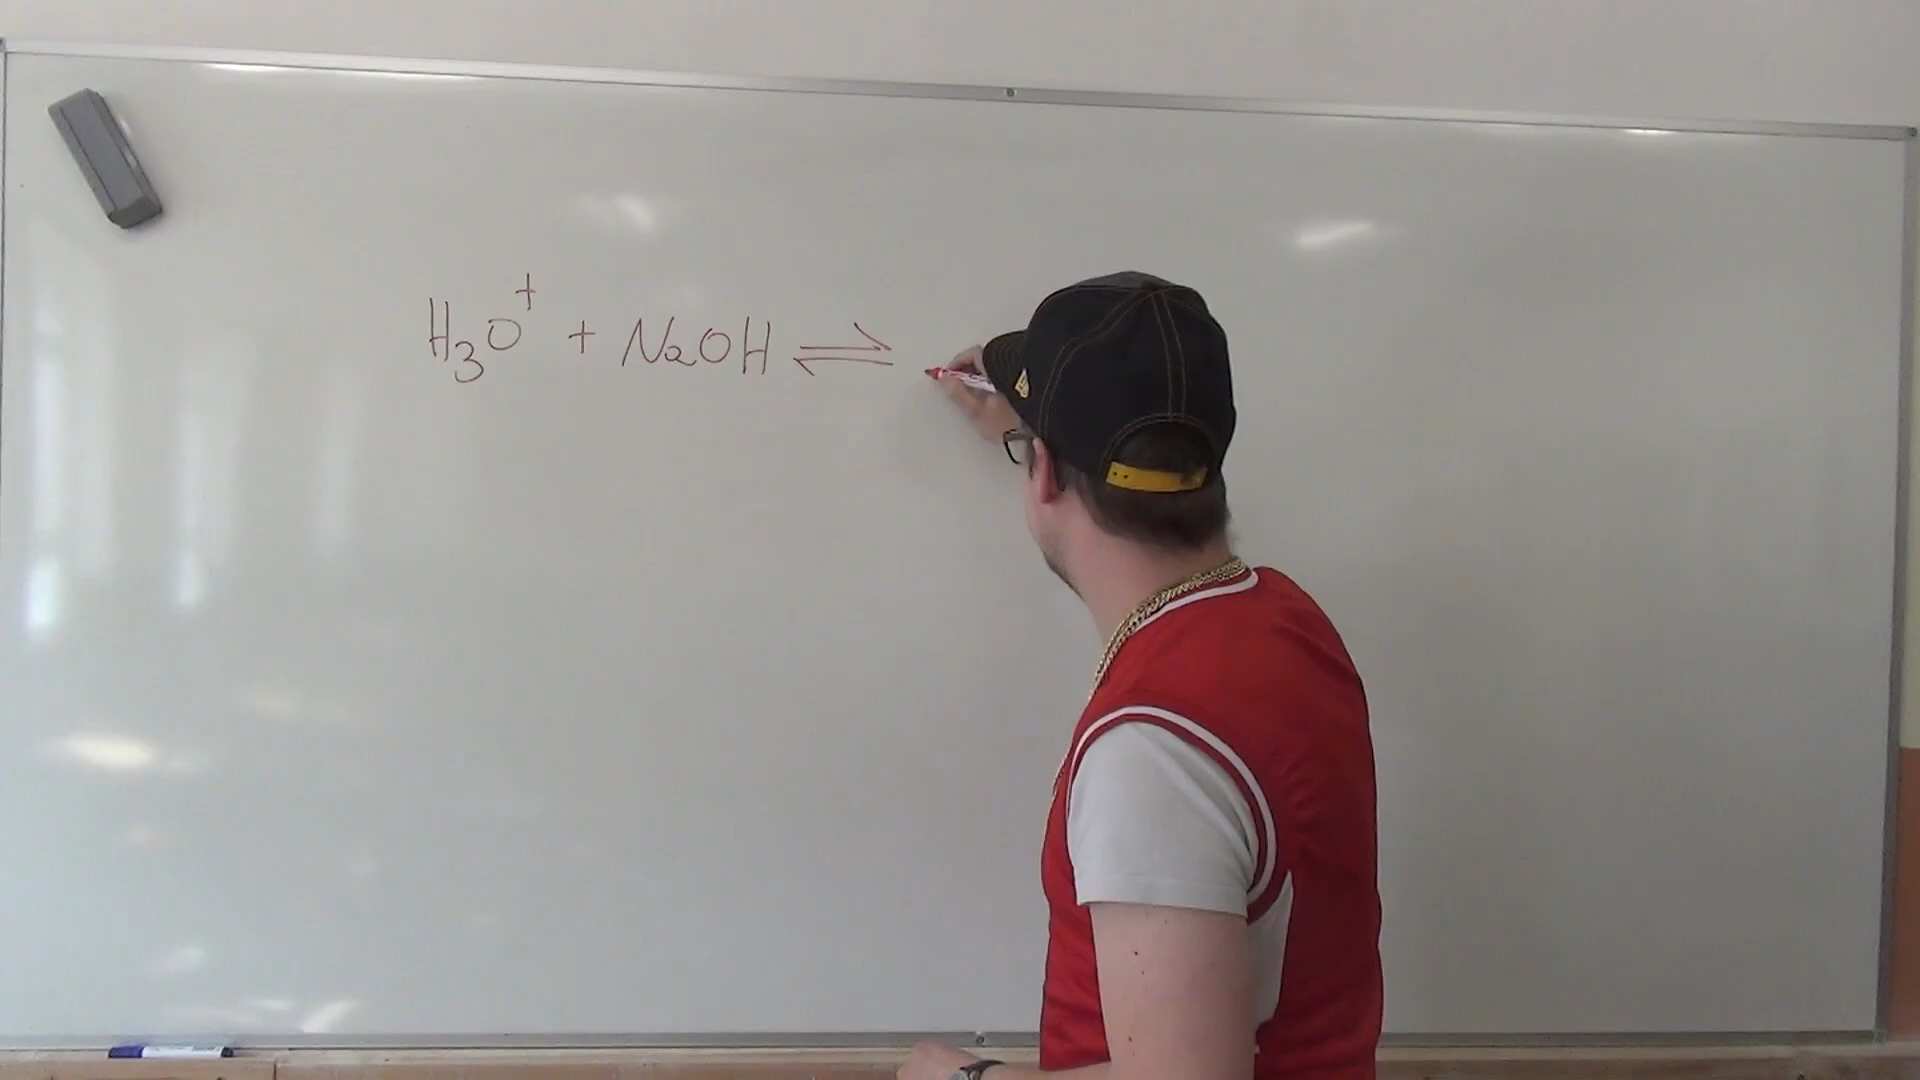 H₃O⁺ + NaOH ⇌